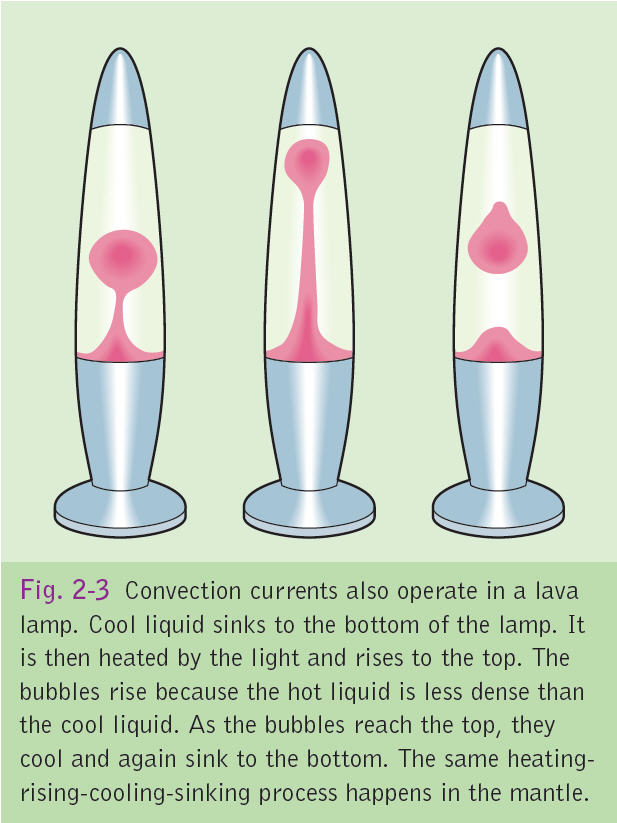 Fig. 2-3 Convection currents also operate in a lava
lamp. Cool liquid sinks to the bottom of the lamp. It
is then heated by the light and rises to the top. The
bubbles rise because the hot liquid is less dense than
the cool liquid. As the bubbles reach the top, they
cool and again sink to the bottom. The same heating-
rising-cooling-sinking process happens in the mantle.